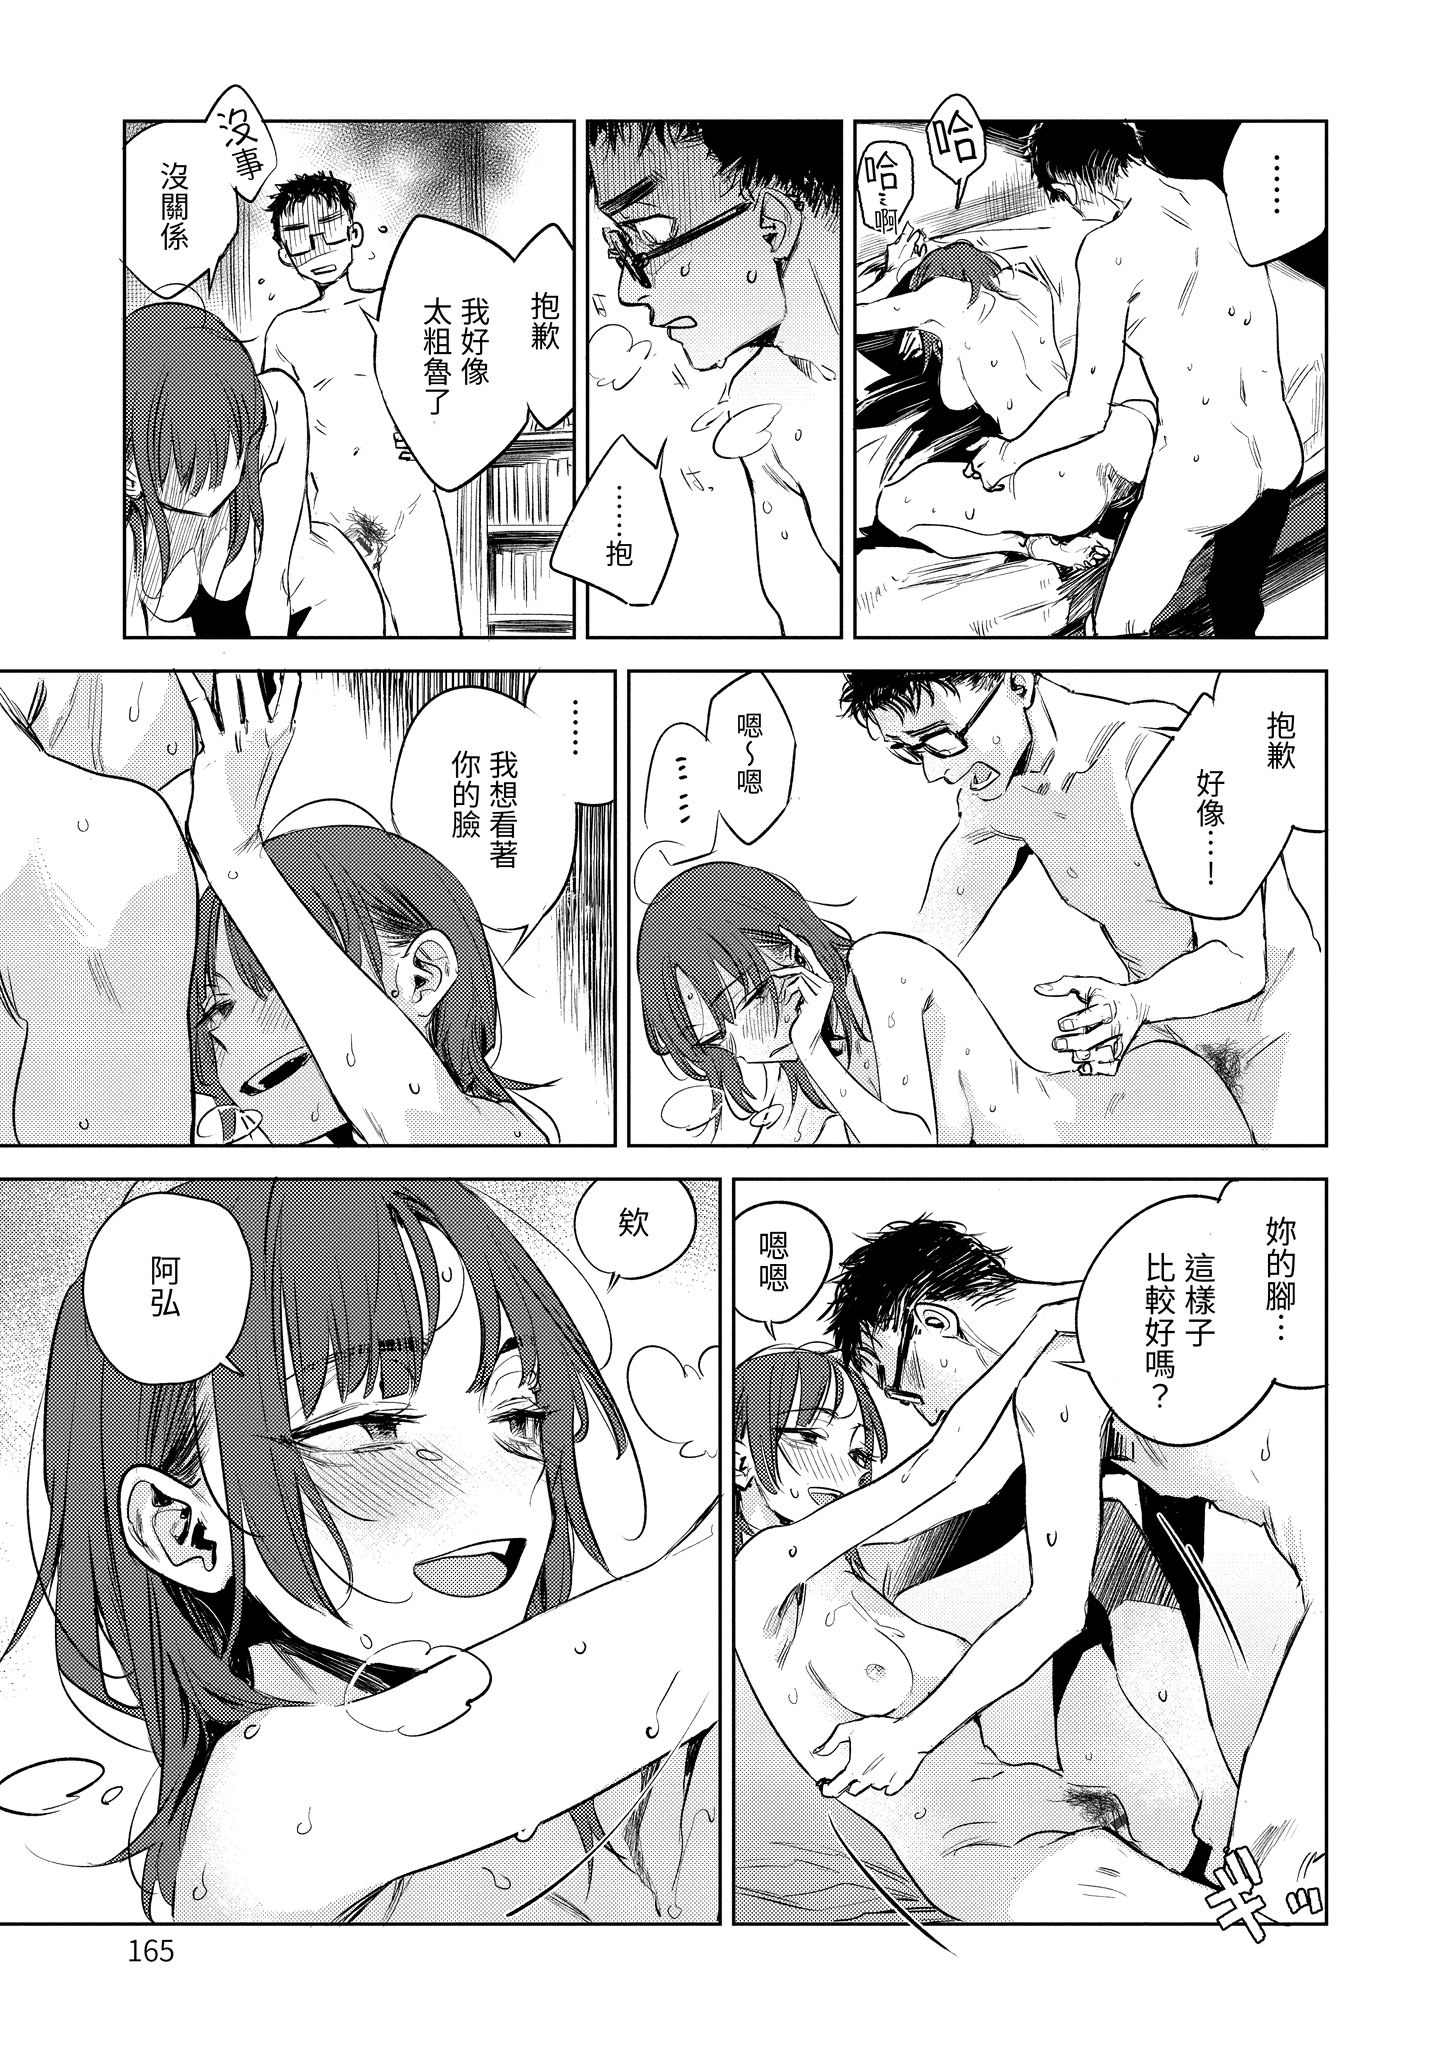 ……
哈
哈…啊
……抱
抱歉
我好像
太粗魯了
沒事
沒關係
抱歉
好像…！
嗯～嗯
……
……
我想看著
你的臉
妳的腳…
這樣子
比較好嗎？
嗯嗯
ギッ
欸
阿弘
165